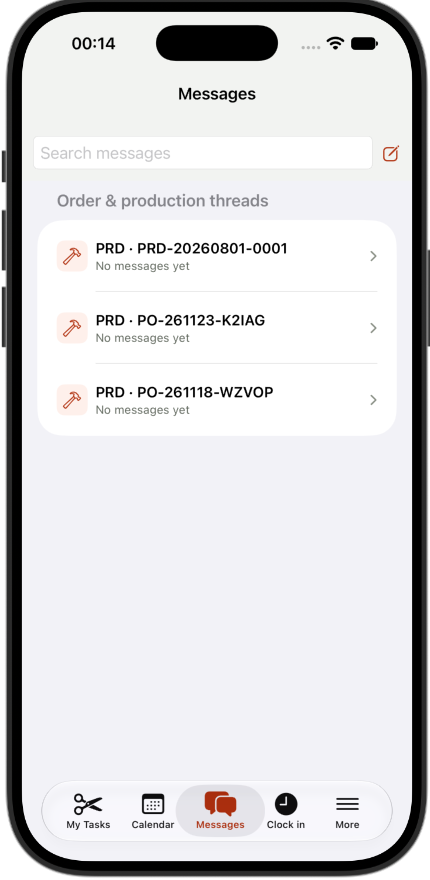 00:14
Messages
Search messages
Order & production threads
PRD · PRD-20260801-0001
No messages yet
PRD · PO-261123-K2IAG
No messages yet
PRD · PO-261118-WZVOP
No messages yet
My Tasks
Calendar
Messages
Clock in
More